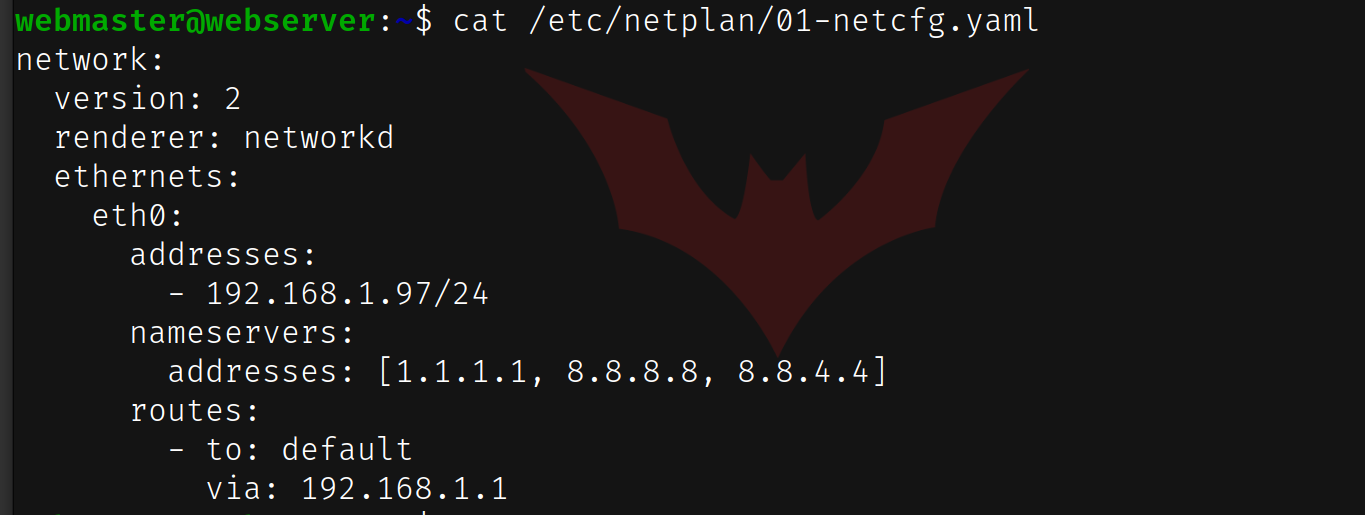 webmaster@webserver:~$ cat /etc/netplan/01-netcfg.yaml
network:
  version: 2
  renderer: networkd
  ethernets:
    eth0:
      addresses:
        - 192.168.1.97/24
      nameservers:
        addresses: [1.1.1.1, 8.8.8.8, 8.8.4.4]
      routes:
        - to: default
          via: 192.168.1.1